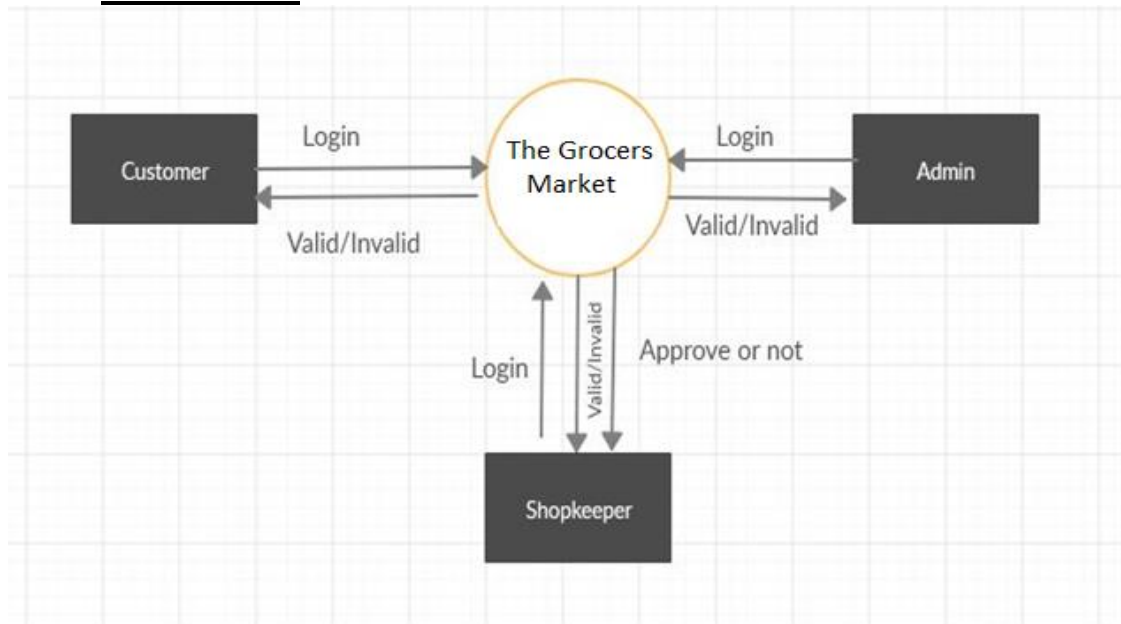 Login
The Grocers
Market
Login
Customer
Admin
Valid/Invalid
Valid/Invalid
Valid/Invalid
Approve or not
Login
Shopkeeper